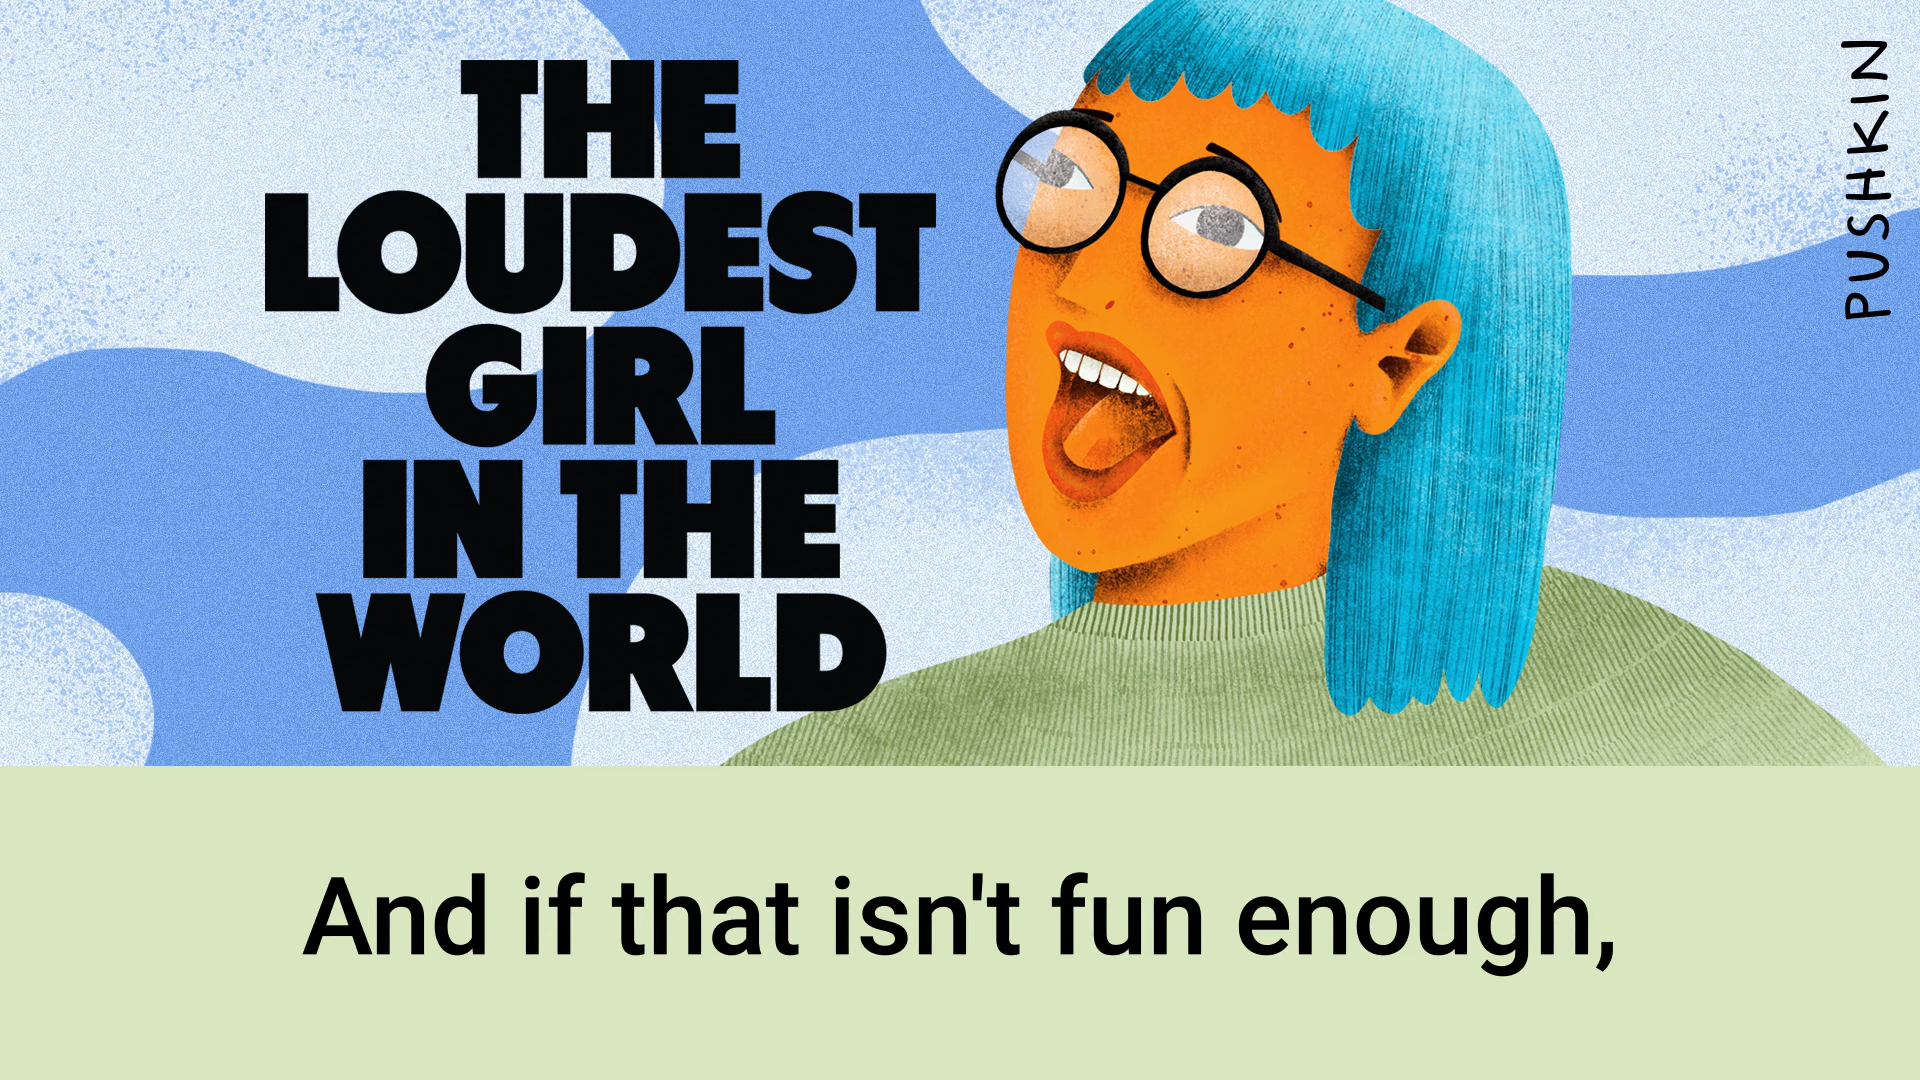 THE
LOUDEST
GIRL
IN THE
WORLD
PUSHKIN
And if that isn't fun enough,